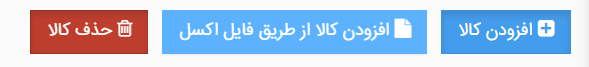 افزودن کالا
افزودن کالا از طریق فایل اکسل
حذف کالا